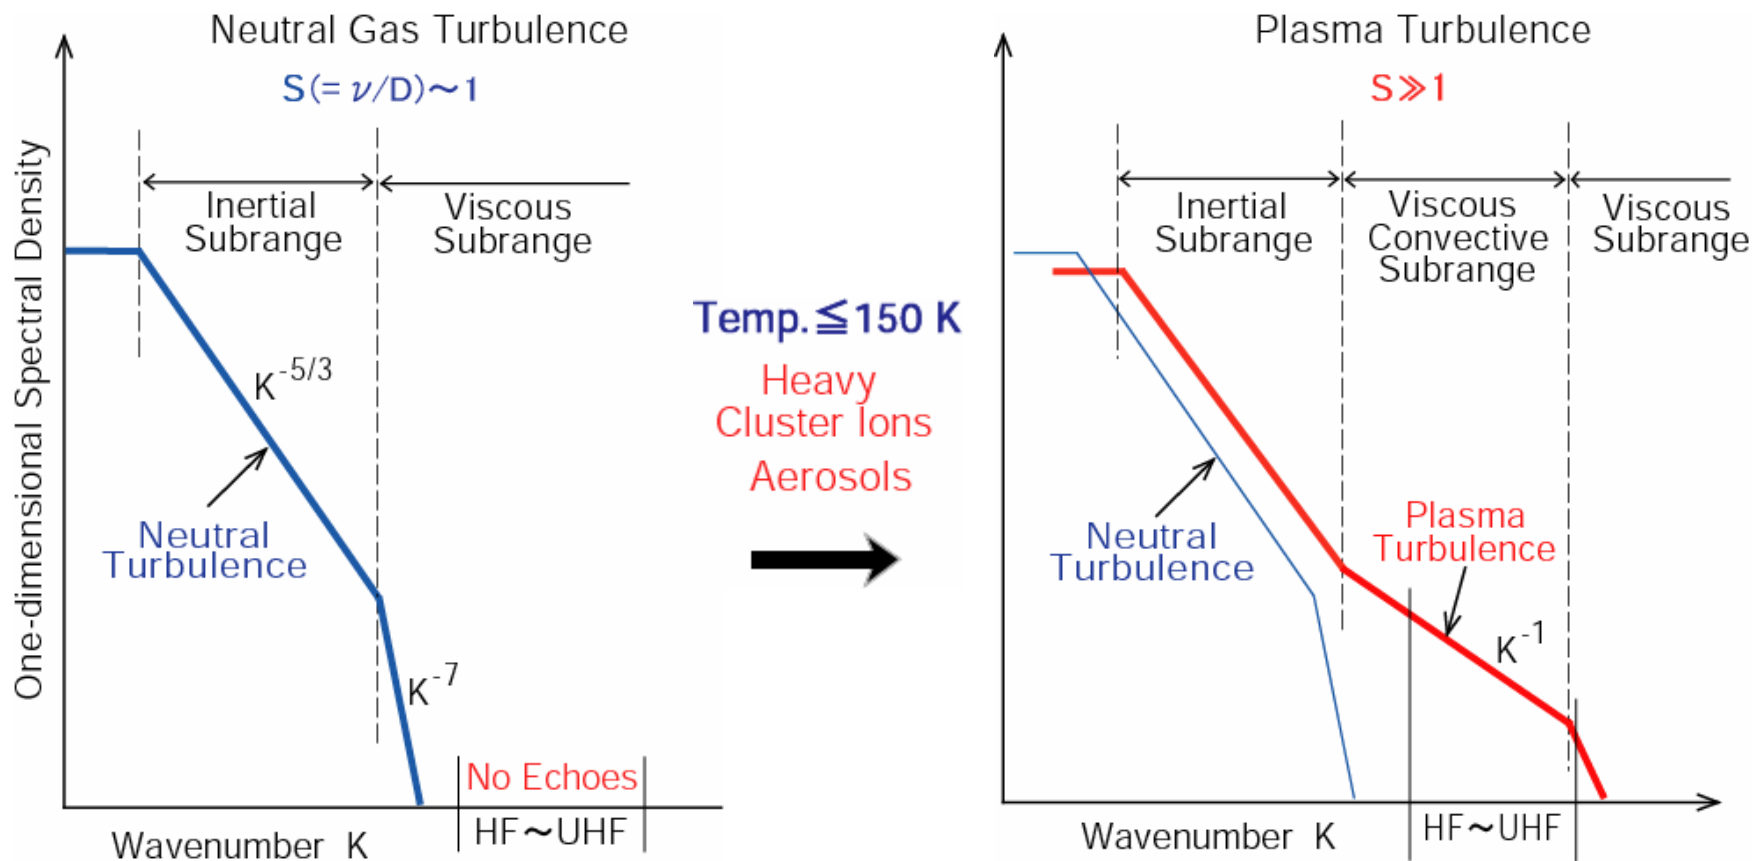 Neutral Gas Turbulence
S(= ν/D)~1
One-dimensional Spectral Density
Inertial
Subrange
Viscous
Subrange
K^-5/3
Neutral
Turbulence
K^-7
No Echoes
HF~UHF
Wavenumber K
Temp.≦150 K
Heavy
Cluster Ions
Aerosols
Plasma Turbulence
S≫1
Inertial
Subrange
Viscous
Convective
Subrange
Viscous
Subrange
Neutral
Turbulence
Plasma
Turbulence
K^-1
Wavenumber K
HF~UHF